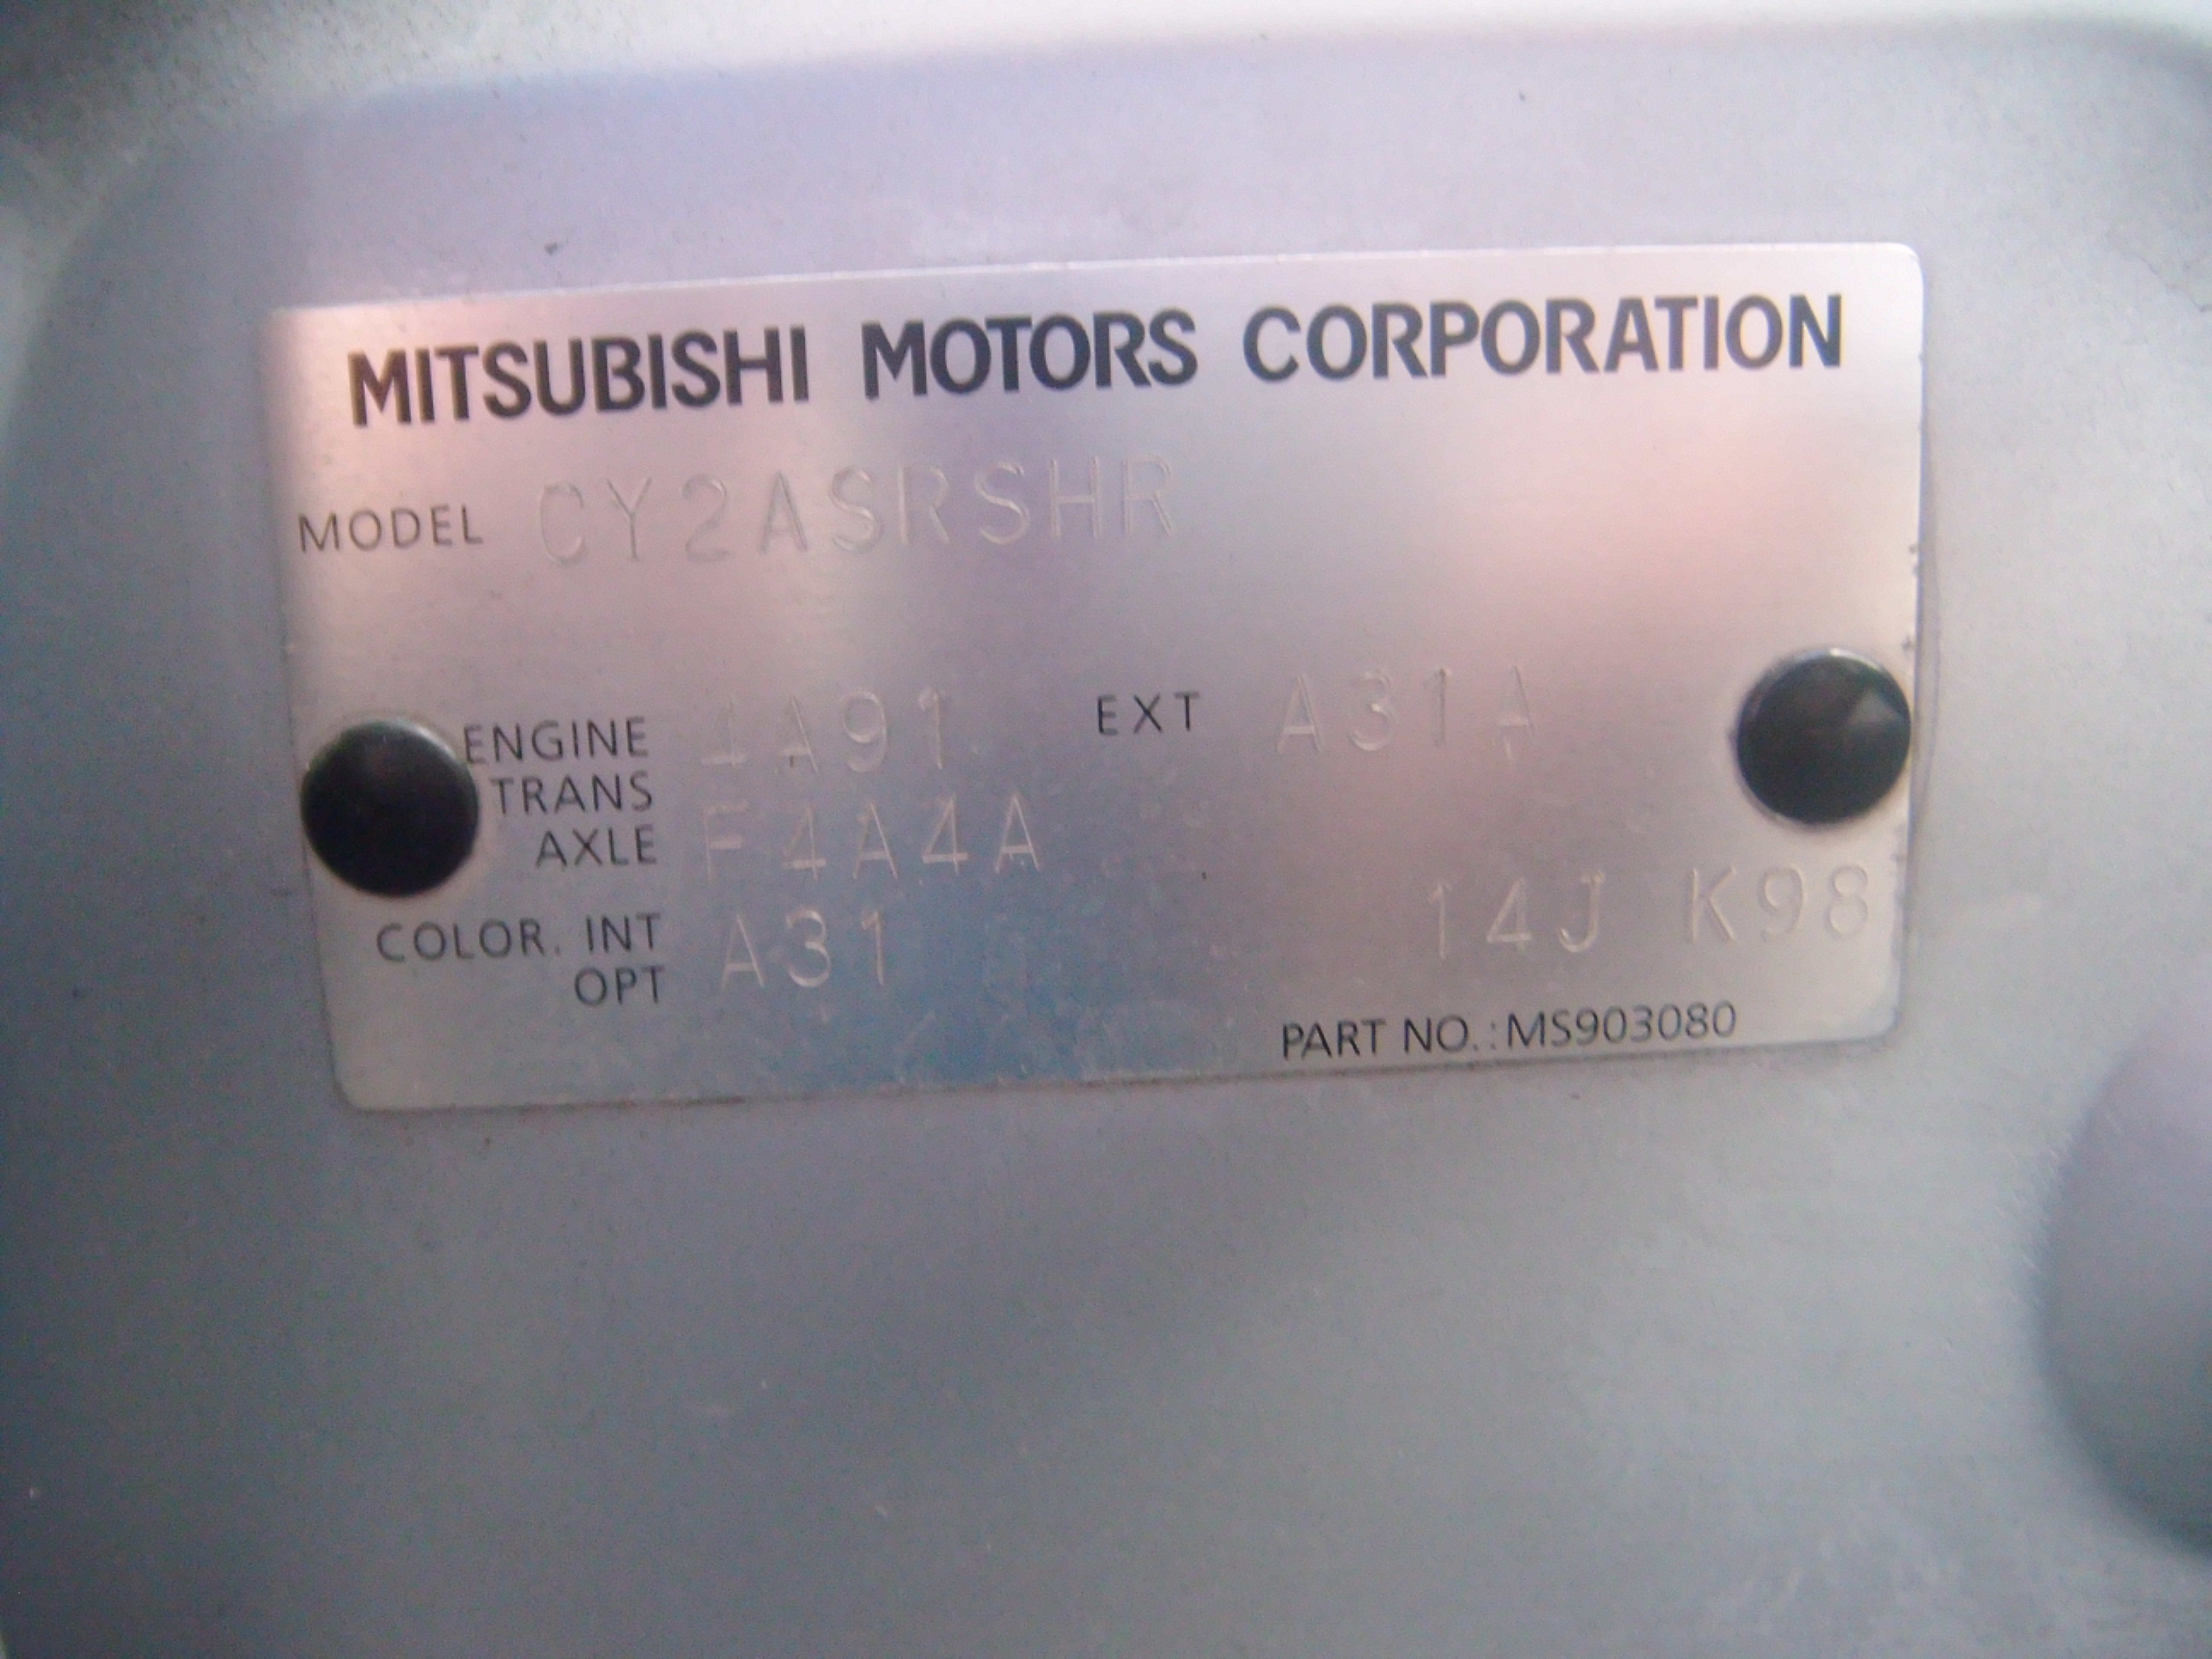 MITSUBISHI MOTORS CORPORATION
MODEL CY2ASRSHR
ENGINE 4A91 EXT A31A
TRANS
AXLE F4A4A
COLOR. INT A31 14J K98
OPT
PART NO.:MS903080